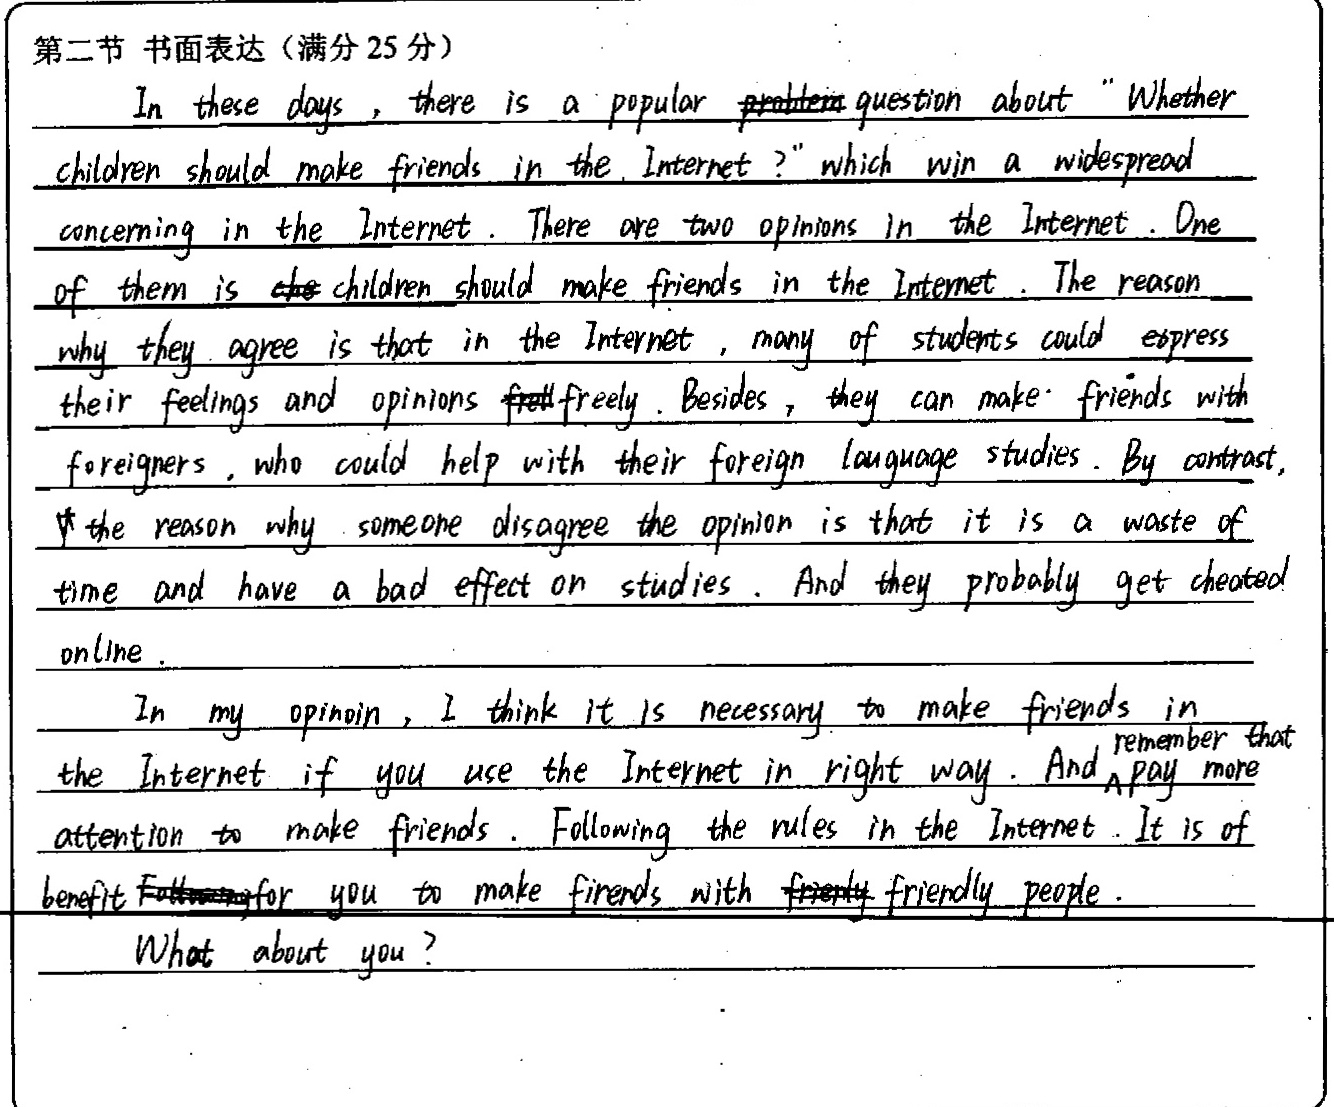 第二节 书面表达（满分 25 分）
In these days, there is a popular problem question about "Whether
children should make friends in the Internet?" which win a widespread
concerning in the Internet. There are two opinions in the Internet. One
of them is che children should make friends in the Internet. The reason
why they agree is that in the Internet, many of students could express
their feelings and opinions freely. Besides, they can make friends with
foreigners, who could help with their foreign language studies. By contrast,
the reason why someone disagree the opinion is that it is a waste of
time and have a bad effect on studies. And they probably get cheated
online.
In my opinoin, I think it is necessary to make friends in
the Internet if you use the Internet in right way. And remember that pay more
attention to make friends. Following the rules in the Internet. It is of
benefit for you to make firends with friendly people.
What about you?